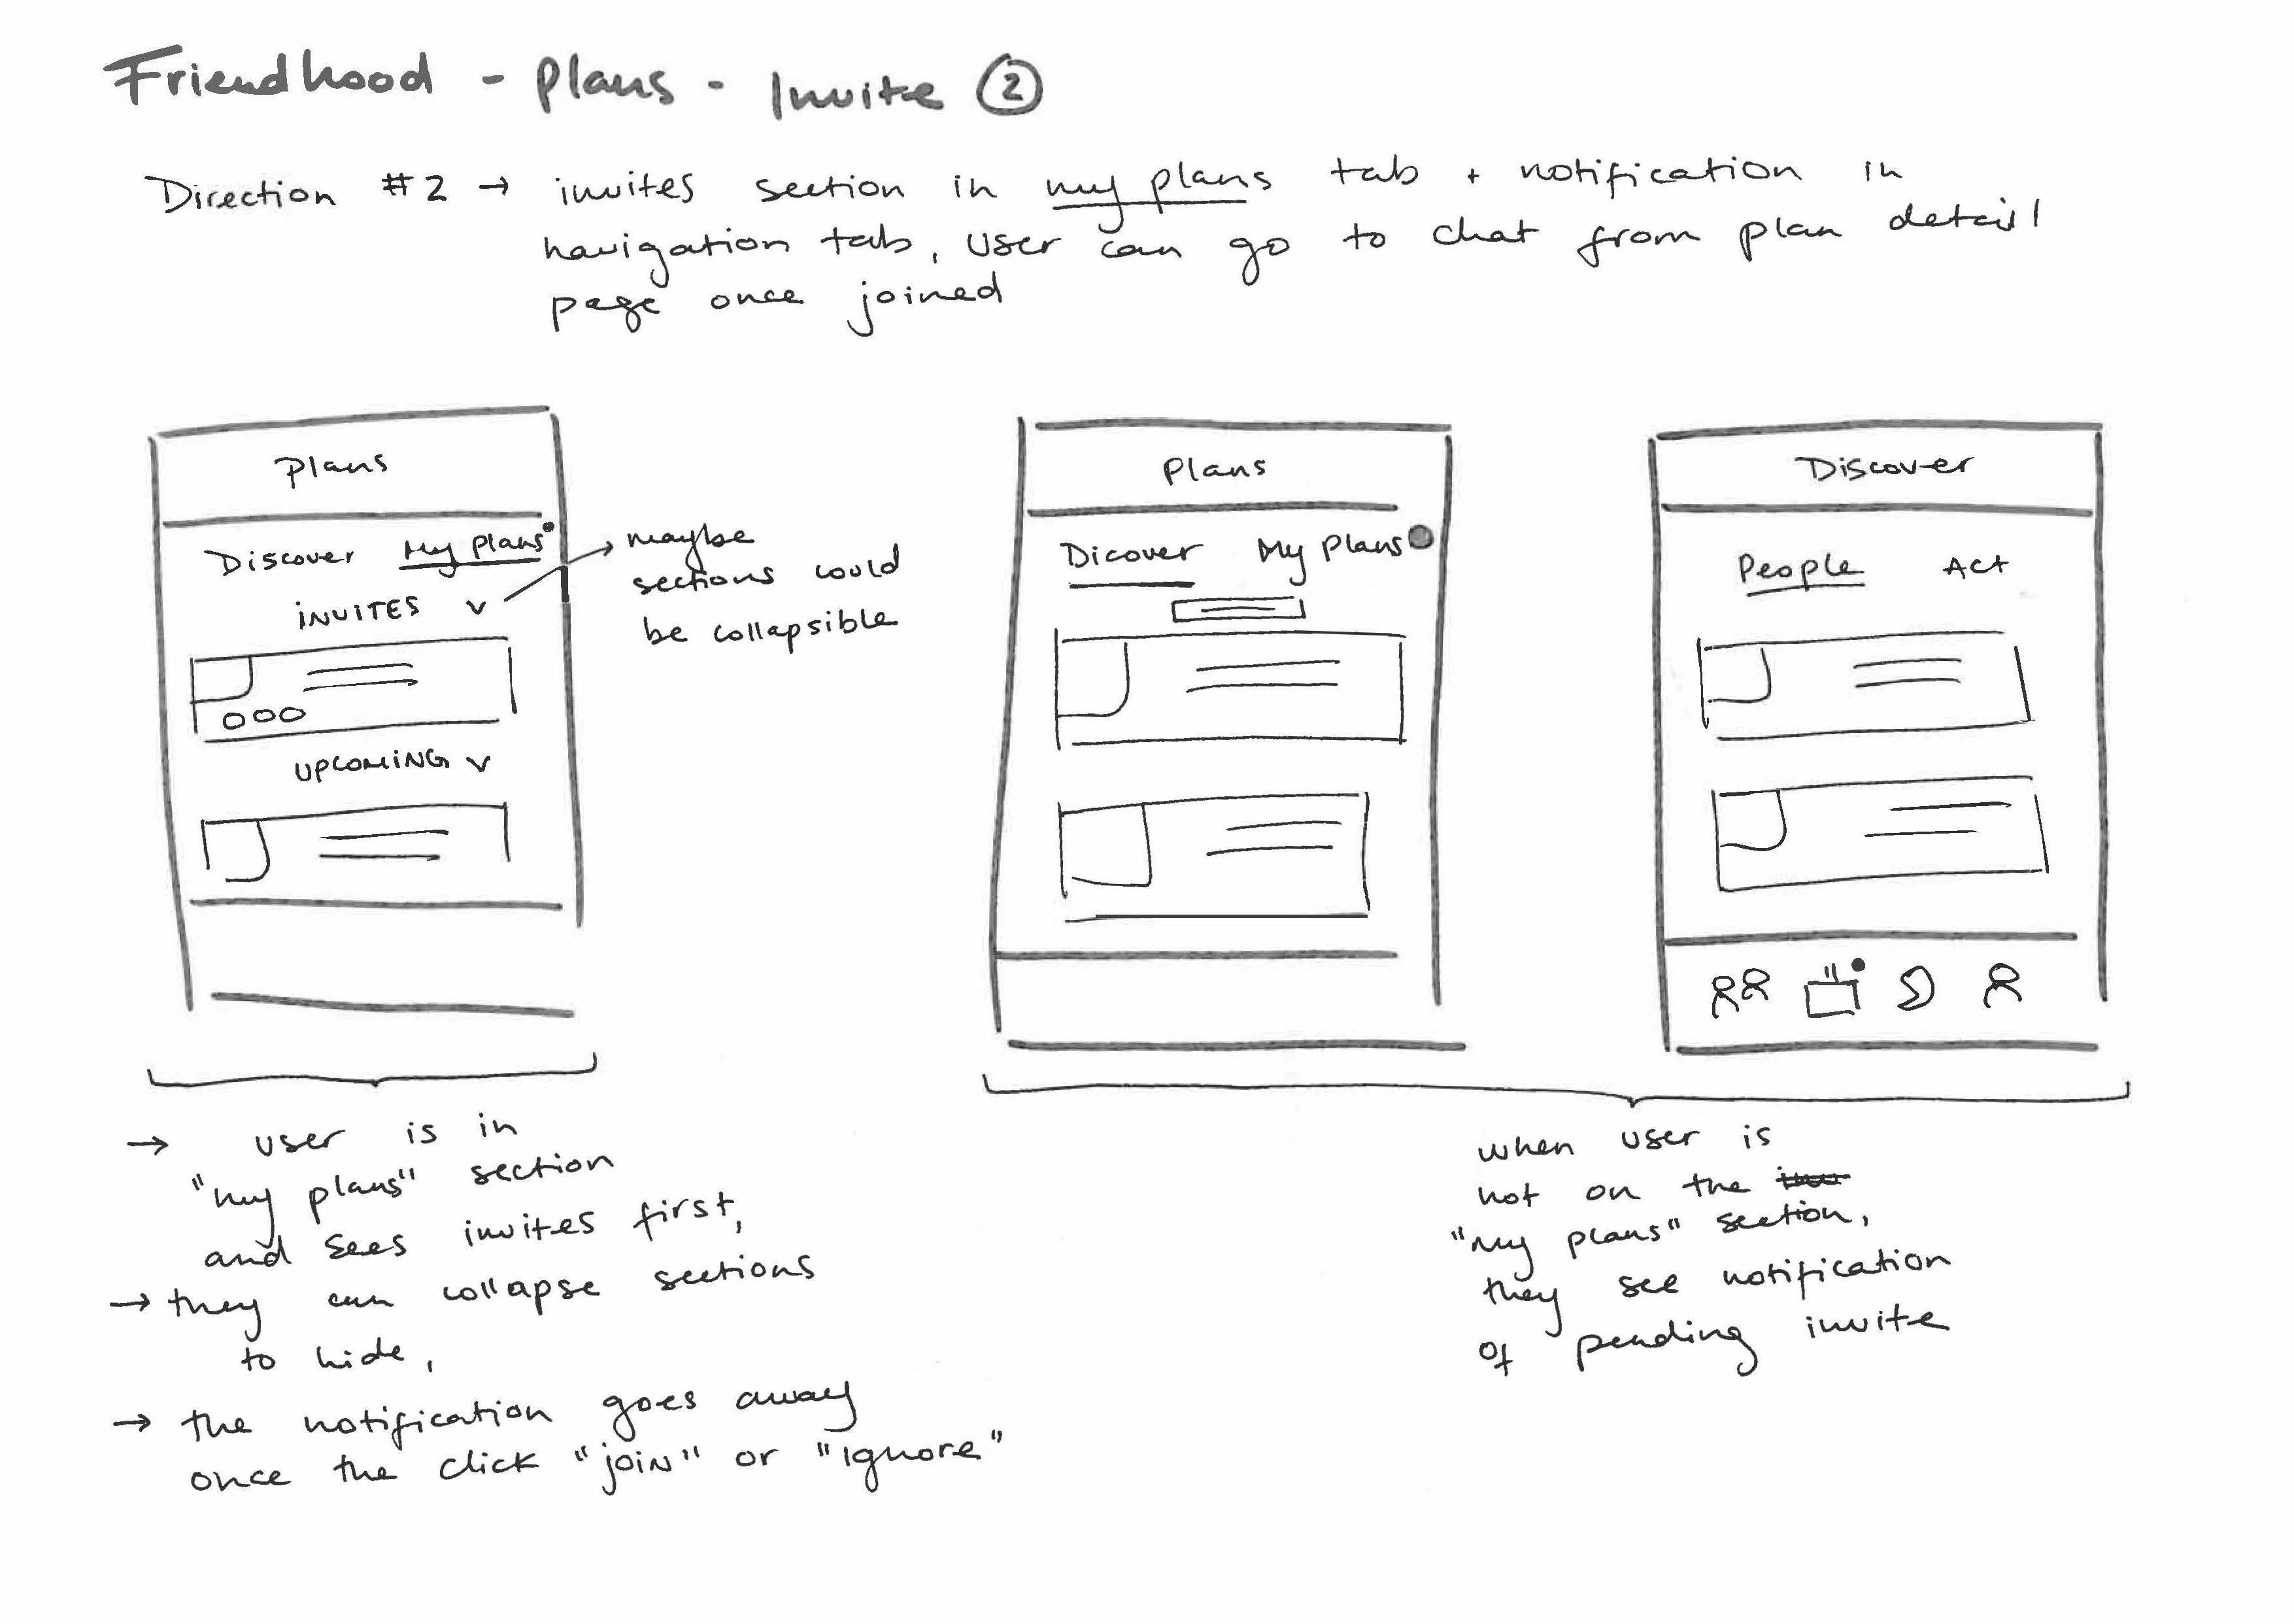 Friendhood - Plans - Invite 2
Direction #2 → invites section in my plans tab + notification in
navigation tab, user can go to chat from plan detail
page once joined
Plans
Discover My plans
INVITES v
UPCOMING v
maybe
sections could
be collapsible
Plans
Dicover My Plans
Discover
People Act
→ user is in
"my plans" section
and sees invites first,
→ they can collapse sections
to hide,
→ the notification goes away
once the click "join" or "ignore"
when user is
not on the
"my plans" section,
they see notification
of pending invite